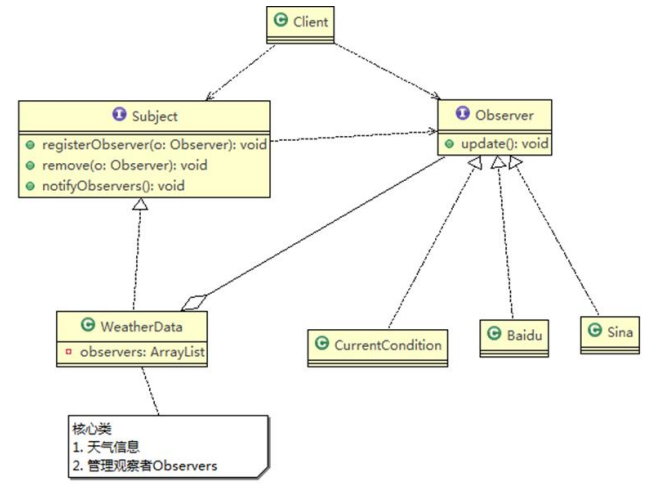 C Client
I Subject
registerObserver(o: Observer): void
remove(o: Observer): void
notifyObservers(): void
I Observer
update(): void
C WeatherData
observers: ArrayList
C CurrentCondition
C Baidu
C Sina
核心类
1. 天气信息
2. 管理观察者Observers